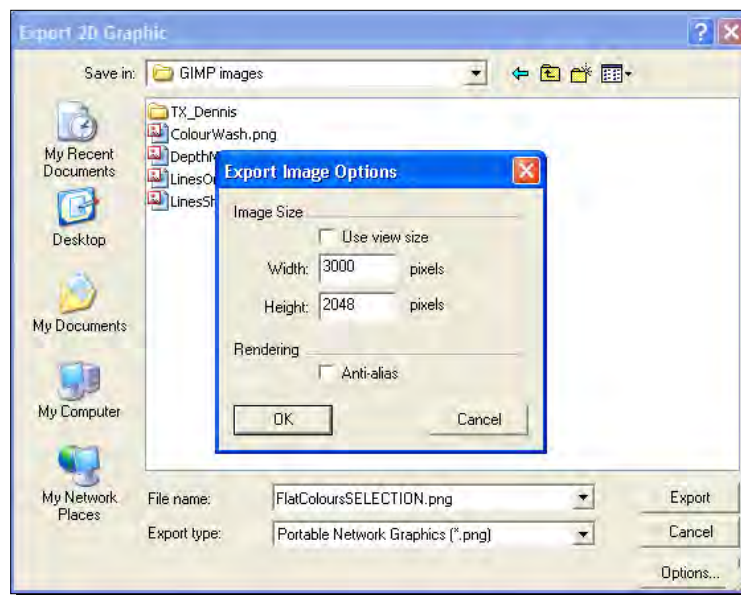 Export 2D Graphic
Save in:
GIMP images
My Recent
Documents
Desktop
My Documents
My Computer
My Network
Places
TX_Dennis
ColourWash.png
Export Image Options
Image Size
Use view size
Width:
3000
pixels
Height:
2048
pixels
Rendering
Anti-alias
OK
Cancel
File name:
FlatColoursSELECTION.png
Export
Export type:
Portable Network Graphics (*.png)
Cancel
Options...